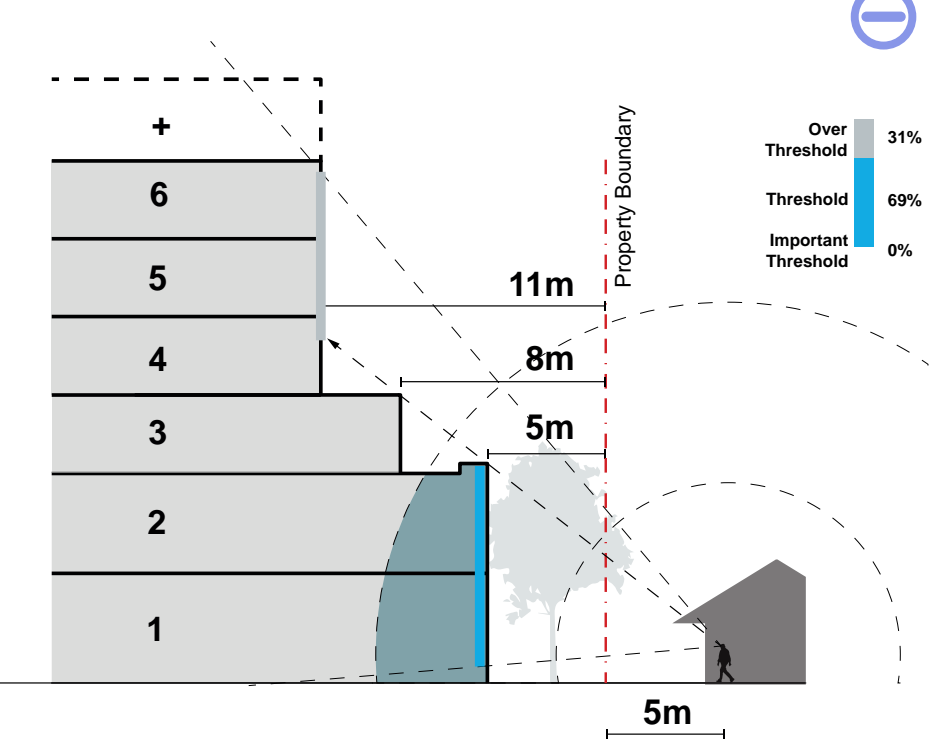 +
6
5
4
3
2
1
11m
8m
5m
Property Boundary
Over
Threshold
31%
Threshold
69%
Important
Threshold
0%
5m